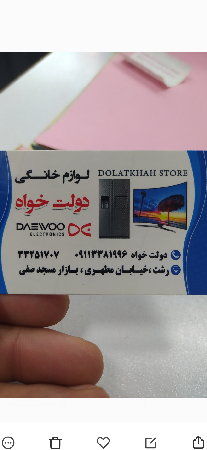 لوازم خانگی
DOLATKHAH STORE
دولت خواه
DAEWOO
ELECTRONICS
دولت خواه ۰۹۱۱۳۳۸۱۹۹۶ ۳۳۲۵۱۷۰۷
رشت ،خیابان مطهری ، بازار مسجد صفی